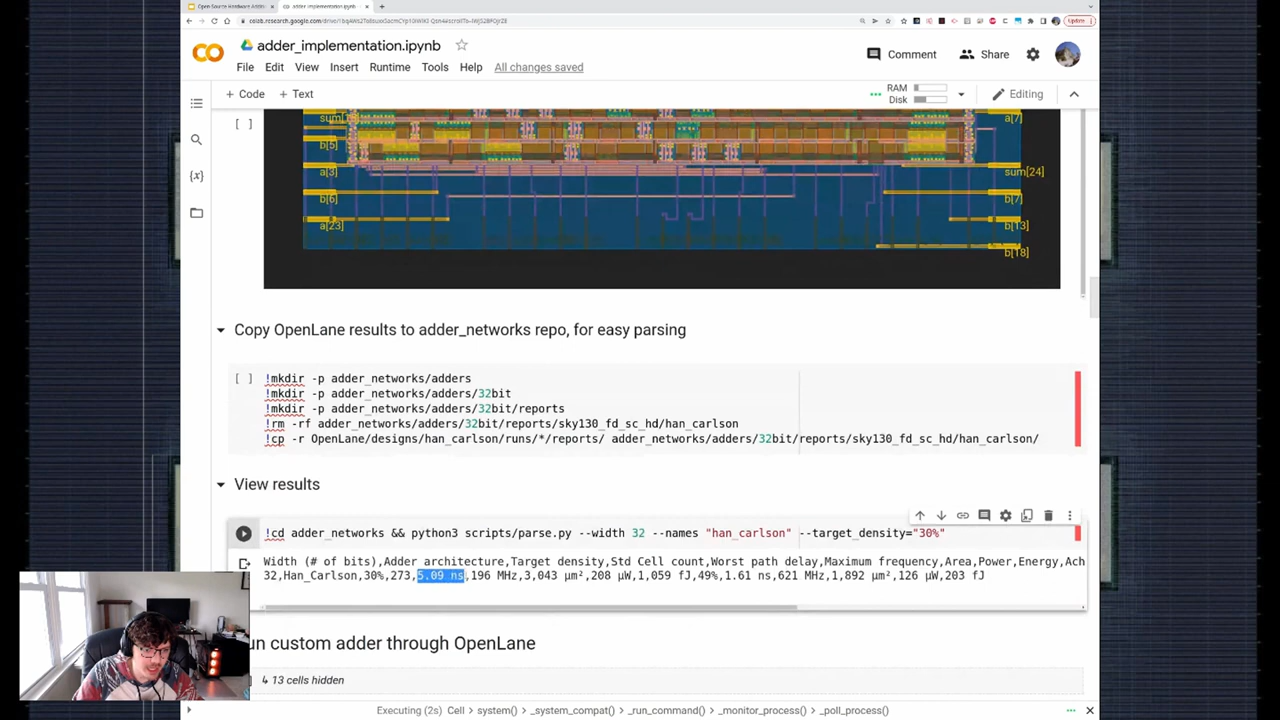 Open Source Hardware Adders
adder_implementation.ipynb
Update
adder_implementation.ipynb
Comment
Share
File Edit View Insert Runtime Tools Help All changes saved
+ Code + Text
RAM
Disk
Editing
[ ]
a[7]
b[5]
a[3]
sum[24]
b[6]
b[7]
a[23]
b[13]
b[18]
Copy OpenLane results to adder_networks repo, for easy parsing
[ ] !mkdir -p adder_networks/adders
!mkdir -p adder_networks/adders/32bit
!mkdir -p adder_networks/adders/32bit/reports
!rm -rf adder_networks/adders/32bit/reports/sky130_fd_sc_hd/han_carlson
!cp -r OpenLane/designs/han_carlson/runs/*/reports/ adder_networks/adders/32bit/reports/sky130_fd_sc_hd/han_carlson/
{x}
View results
!cd adder_networks && python3 scripts/parse.py --width 32 --names "han_carlson" --target_density="30%"
Width (# of bits),Adder architecture,Target density,Std Cell count,Worst path delay,Maximum frequency,Area,Power,Energy,Ach
32,Han_Carlson,30%,273,5.09 ns,196 MHz,3,043 µm²,208 µW,1,059 fJ,49%,1.61 ns,621 MHz,1,892 µm²,126 µW,203 fJ
un custom adder through OpenLane
↳ 13 cells hidden
Executing (2s) Cell > system() > _system_compat() > _run_command() > _monitor_process() > _poll_process()